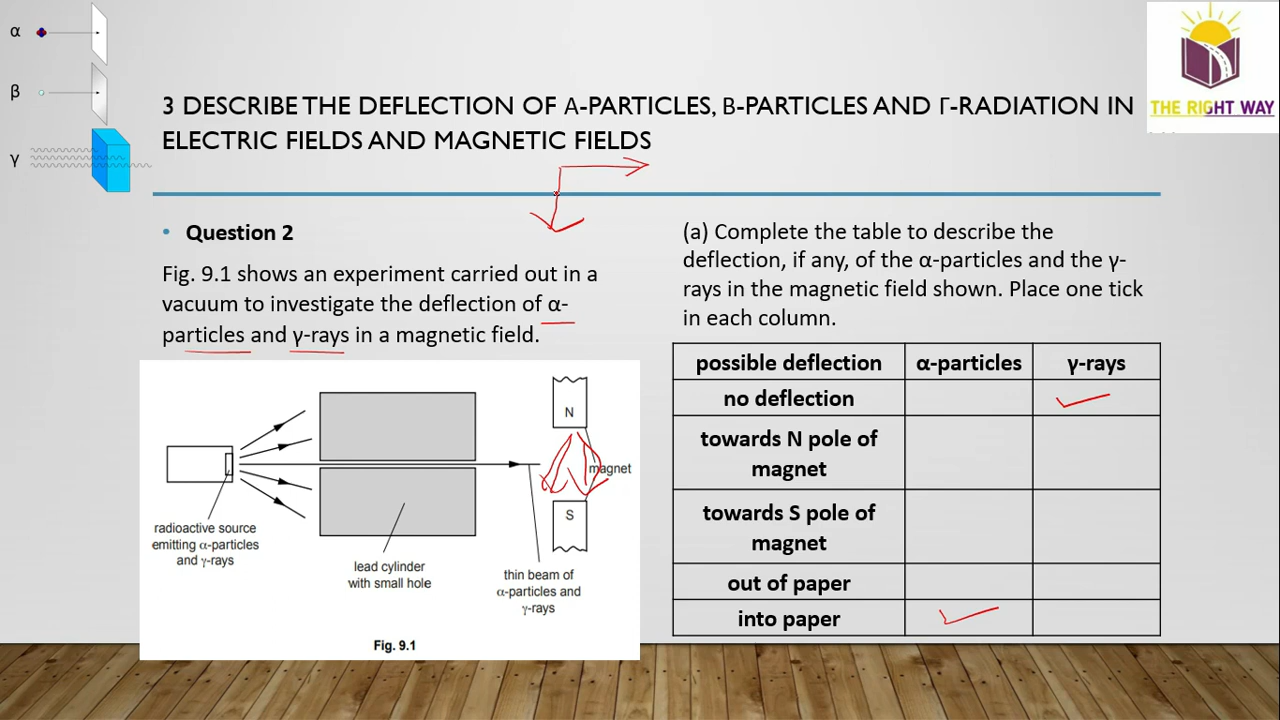 α
β
γ
THE RIGHT WAY
3 DESCRIBE THE DEFLECTION OF Α-PARTICLES, Β-PARTICLES AND Γ-RADIATION IN
ELECTRIC FIELDS AND MAGNETIC FIELDS
• Question 2
Fig. 9.1 shows an experiment carried out in a
vacuum to investigate the deflection of α-
particles and γ-rays in a magnetic field.
N
magnet
S
radioactive source
emitting α-particles
and γ-rays
lead cylinder
with small hole
thin beam of
α-particles and
γ-rays
Fig. 9.1
(a) Complete the table to describe the
deflection, if any, of the α-particles and the γ-
rays in the magnetic field shown. Place one tick
in each column.
possible deflection α-particles γ-rays
no deflection
towards N pole of
magnet
towards S pole of
magnet
out of paper
into paper